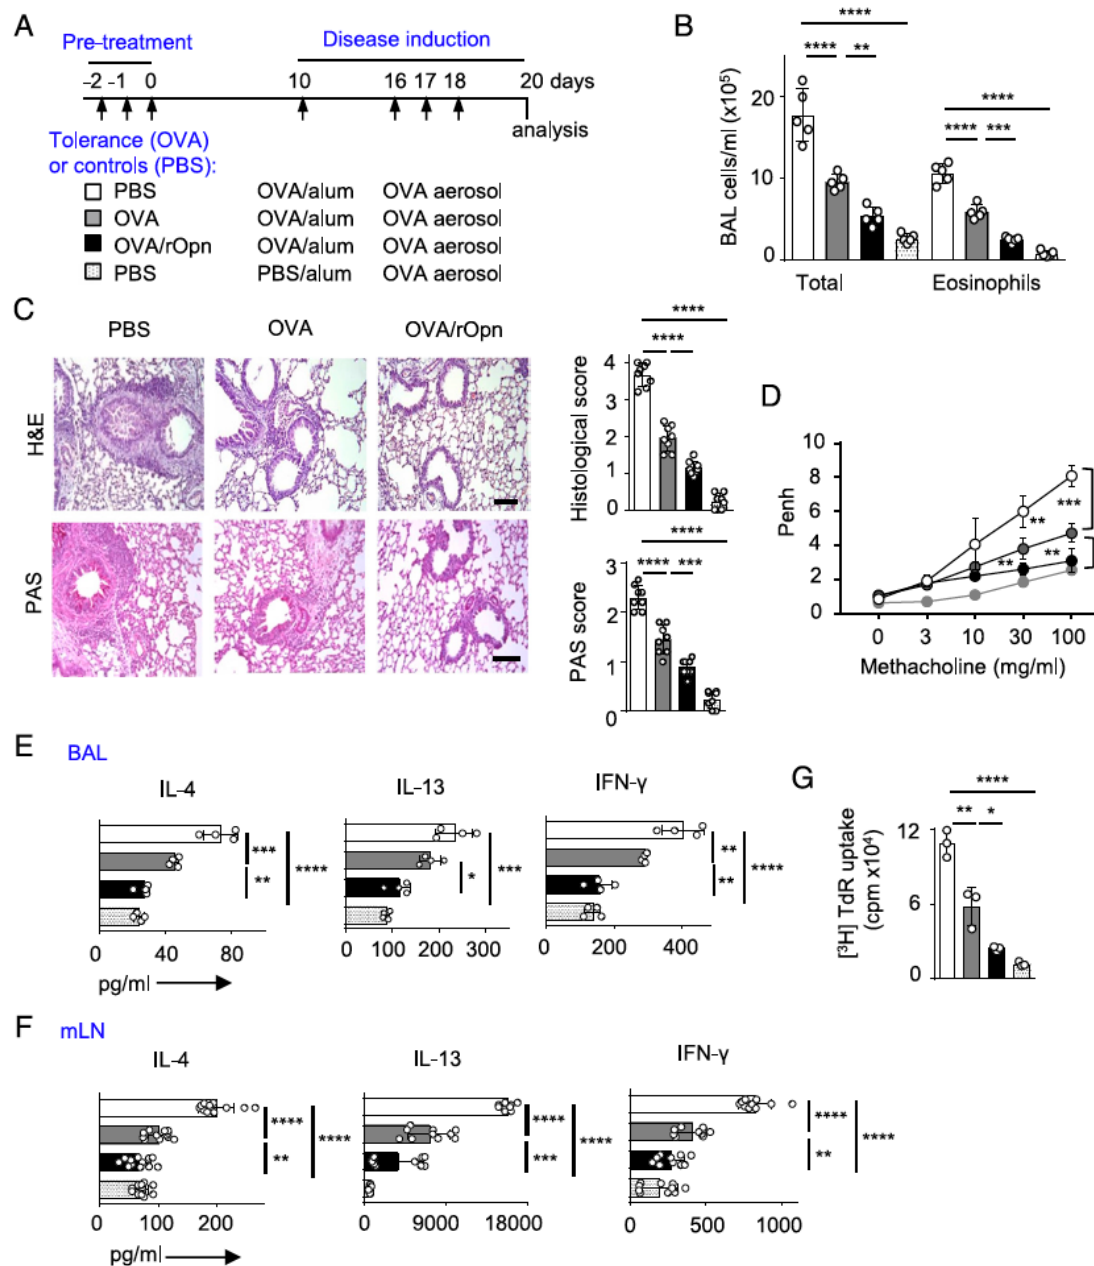 A
Pre-treatment
Disease induction
-2 -1 0 10 16 17 18 20 days
analysis
Tolerance (OVA)
or controls (PBS):
PBS OVA/alum OVA aerosol
OVA OVA/alum OVA aerosol
OVA/rOpn OVA/alum OVA aerosol
PBS PBS/alum OVA aerosol
B
****
**** **
****
**** ***
BAL cells/ml (x10⁵)
20
10
0
Total Eosinophils
C
PBS OVA OVA/rOpn
H&E
PAS
****
****
Histological score
4
3
2
1
0
****
**** ***
PAS score
3
2
1
0
D
Penh
10
8
6
4
2
0
***
**
**
**
0 3 10 30 100
Methacholine (mg/ml)
E BAL
IL-4
***
**
****
0 40 80
pg/ml
IL-13
*
***
0 100 200 300
IFN-γ
**
**
****
0 200 400
G
****
** *
[³H] TdR uptake
(cpm x10⁴)
12
6
0
F mLN
IL-4
****
**
****
0 100 200
pg/ml
IL-13
****
***
****
0 9000 18000
IFN-γ
****
**
****
0 500 1000